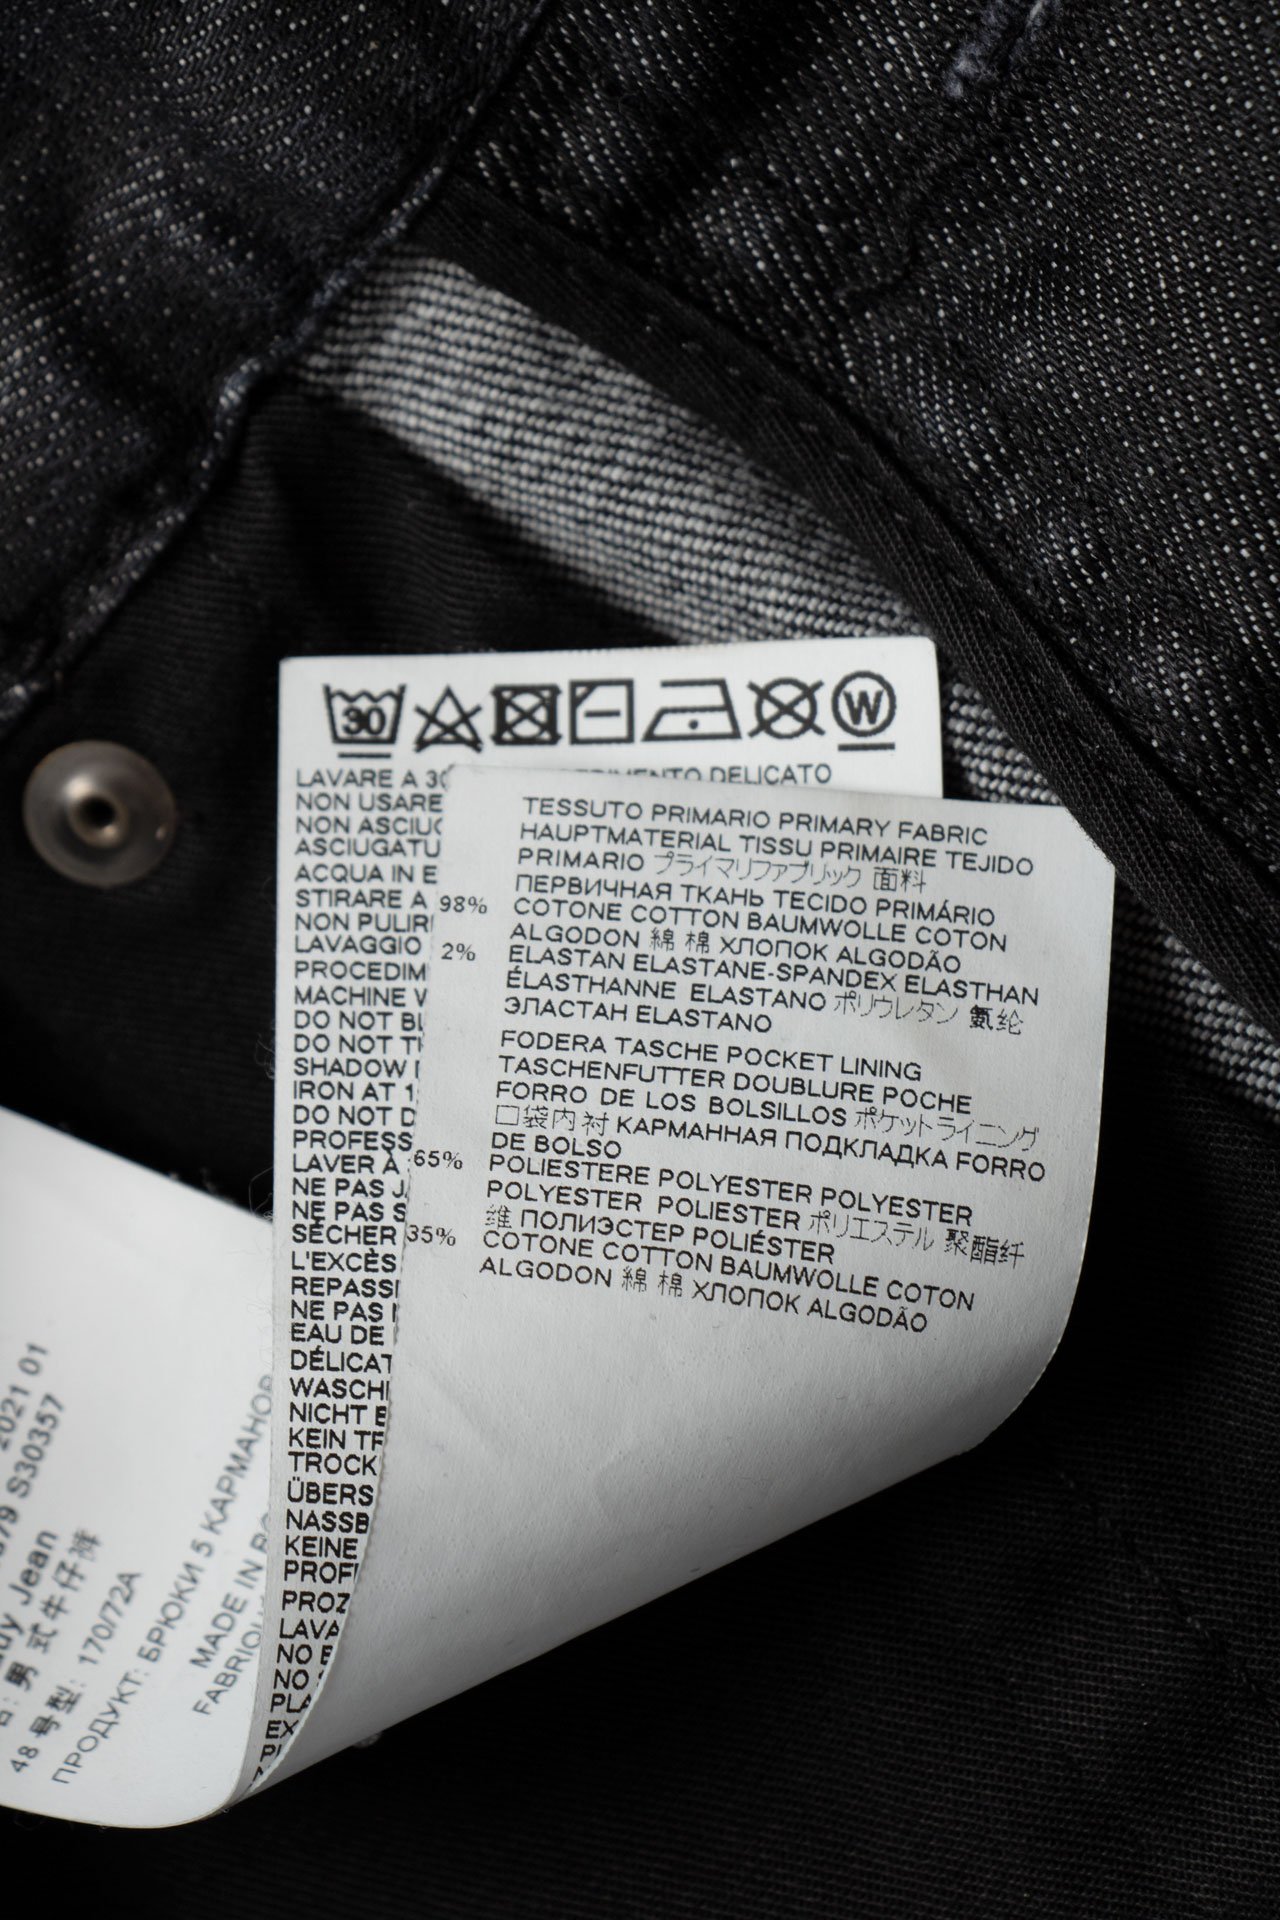 30
W
LAVARE A 30
DELICATO
NON USARE
NON ASCIUG
ASCIUGATU
ACQUA IN
STIRARE A
NON PULIR
LAVAGGIO
PROCEDIM
MACHINE
DO NOT
DO NOT
SHADOW
IRON AT
DO NOT
PROFESS
LAVER À
NE PAS
NE PAS
SÉCHER
L'EXCÈS
REPASS
NE PAS
EAU DE
DÉLICAT
WASCH
NICHT
KEIN
TROCK
ÜBERS
NASSB
KEINE
PROF
PROZ
LAVA
NO
NO
PLA
EX
TESSUTO PRIMARIO PRIMARY FABRIC
HAUPTMATERIAL TISSU PRIMAIRE TEJIDO
PRIMARIO プライマリファブリック 面料
ПЕРВИЧНАЯ ТКАНЬ TECIDO PRIMÁRIO
98% COTONE COTTON BAUMWOLLE COTON
ALGODON 綿 棉 ХЛОПОК ALGODÃO
2% ELASTAN ELASTANE-SPANDEX ELASTHAN
ÉLASTHANNE ELASTANO ポリウレタン 氨纶
ЭЛАСТАН ELASTANO
FODERA TASCHE POCKET LINING
TASCHENFUTTER DOUBLURE POCHE
FORRO DE LOS BOLSILLOS ポケットライニング
口袋内衬 КАРМАННАЯ ПОДКЛАДКА FORRO
DE BOLSO
65% POLIESTERE POLYESTER POLYESTER
POLYESTER POLIESTER ポリエステル 聚酯纤
维 ПОЛИЭСТЕР POLIÉSTER
35% COTONE COTTON BAUMWOLLE COTON
ALGODON 綿 棉 ХЛОПОК ALGODÃO
2021 01
S30357
Jean
男式牛仔裤
48 号型: 170/72A
ПРОДУКТ: БРЮКИ 5 КАРМАНОВ
MADE IN